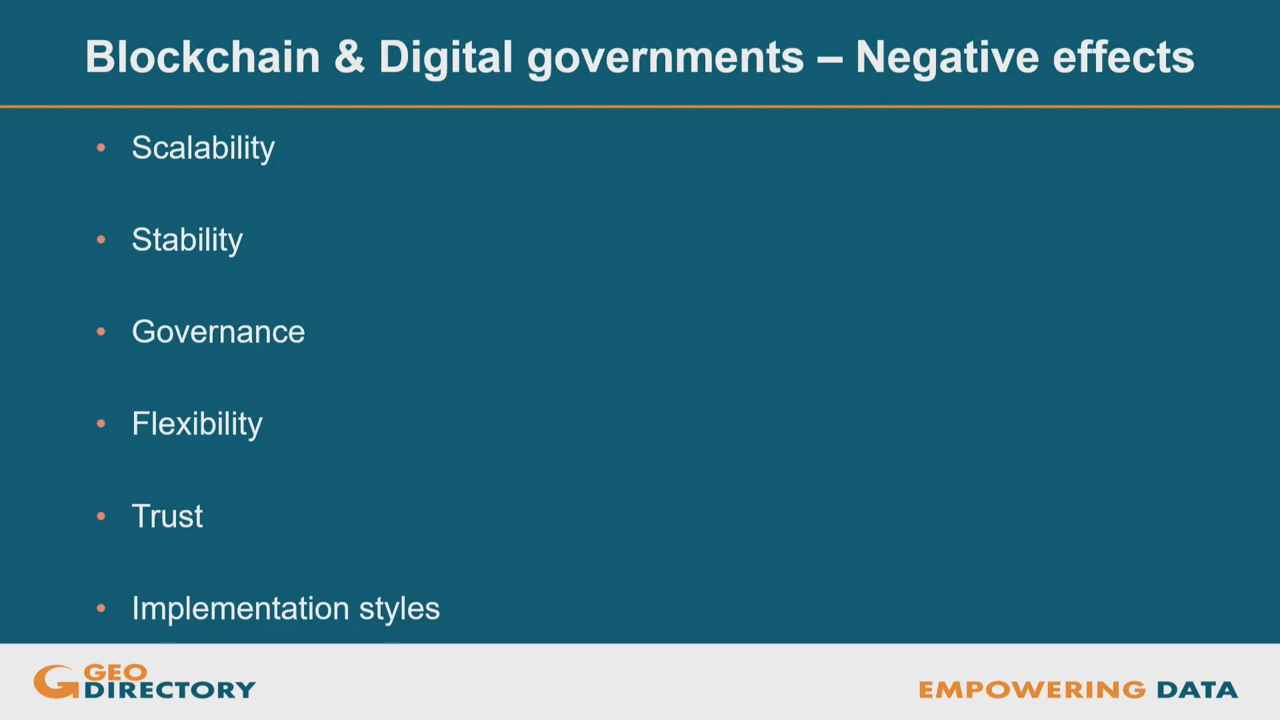 Blockchain & Digital governments – Negative effects
• Scalability
• Stability
• Governance
• Flexibility
• Trust
• Implementation styles
GEO
DIRECTORY
EMPOWERING DATA